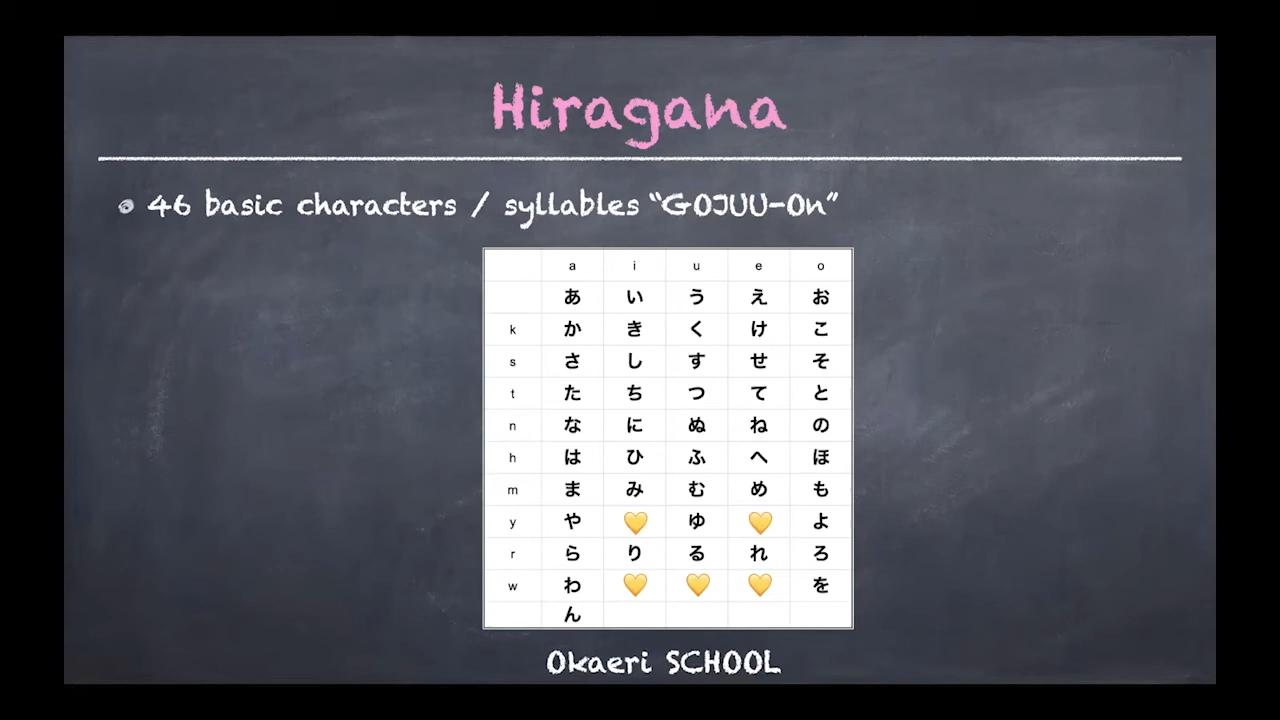 Hiragana
46 basic characters / syllables “GOJUU-On”
a i u e o
あ い う え お
k か き く け こ
s さ し す せ そ
t た ち つ て と
n な に ぬ ね の
h は ひ ふ へ ほ
m ま み む め も
y や 💛 ゆ 💛 よ
r ら り る れ ろ
w わ 💛 💛 💛 を
ん
Okaeri SCHOOL